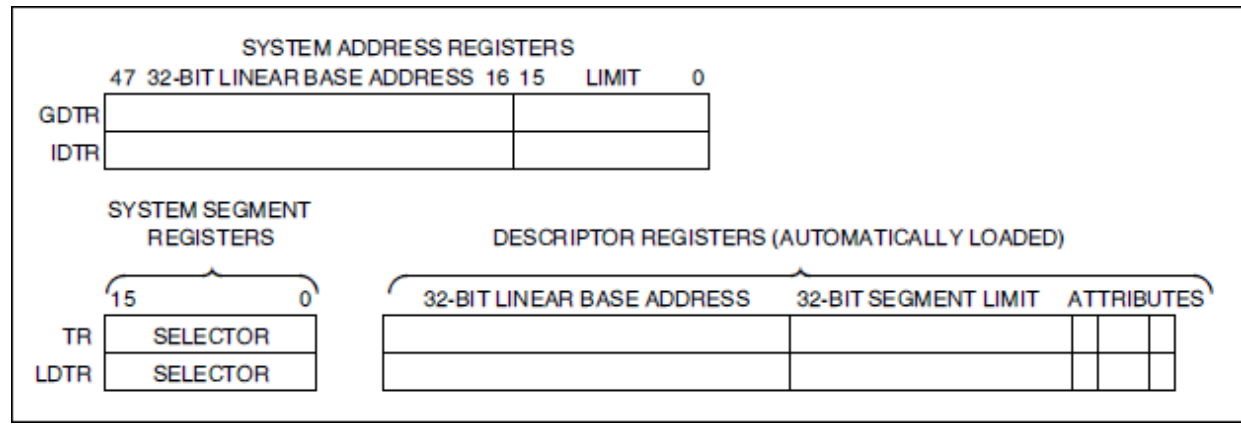 SYSTEM ADDRESS REGISTERS
47 32-BIT LINEAR BASE ADDRESS 16 15 LIMIT 0
GDTR
IDTR
SYSTEM SEGMENT
REGISTERS
DESCRIPTOR REGISTERS (AUTOMATICALLY LOADED)
15 0 32-BIT LINEAR BASE ADDRESS 32-BIT SEGMENT LIMIT ATTRIBUTES
TR SELECTOR
LDTR SELECTOR